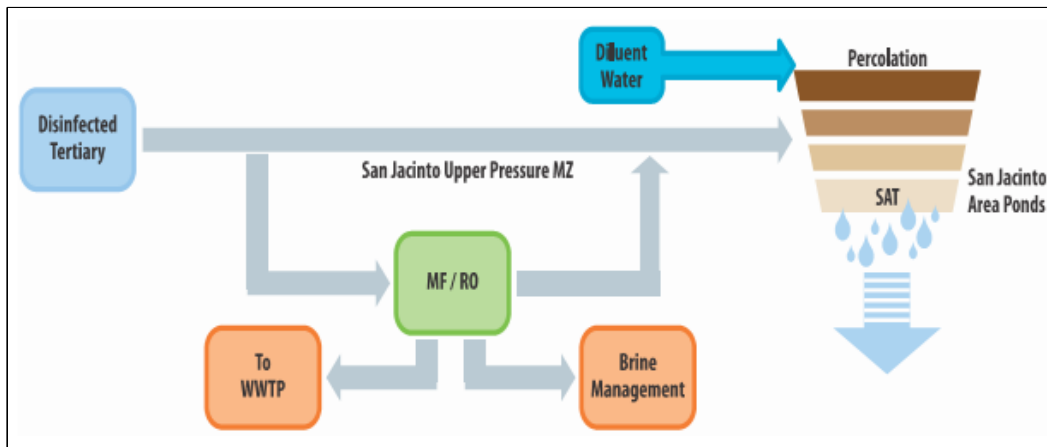 Diluent
Water
Percolation
Disinfected
Tertiary
San Jacinto Upper Pressure MZ
San Jacinto
Area Ponds
SAT
MF / RO
To
WWTP
Brine
Management